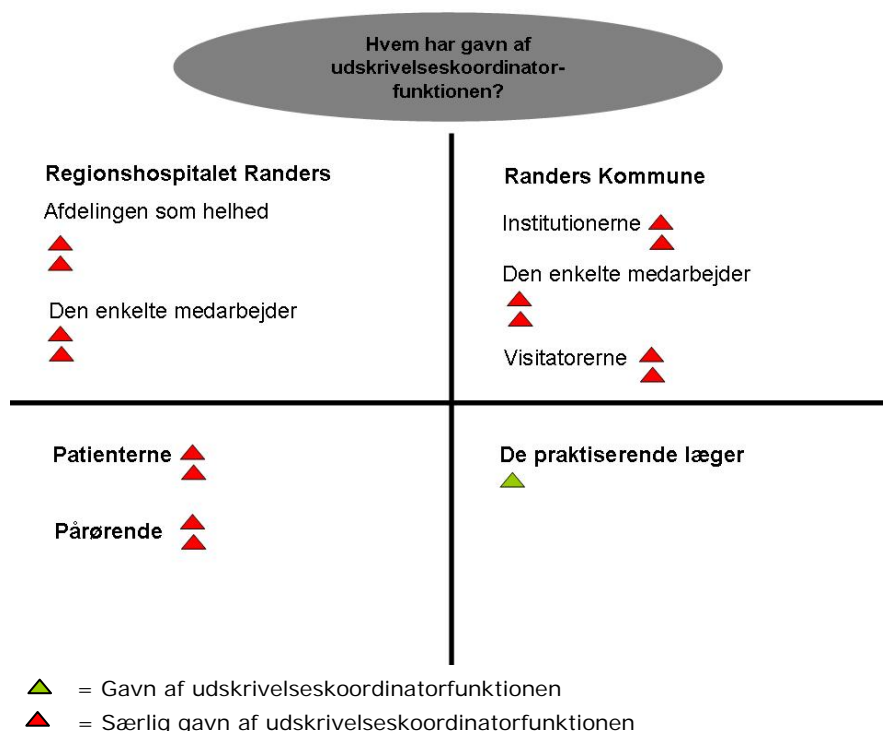 Hvem har gavn af
udskrivelseskoordinator-
funktionen?
Regionshospitalet Randers
Afdelingen som helhed
Den enkelte medarbejder
Randers Kommune
Institutionerne
Den enkelte medarbejder
Visitatorerne
Patienterne
Pårørende
De praktiserende læger
= Gavn af udskrivelseskoordinatorfunktionen
= Særlig gavn af udskrivelseskoordinatorfunktionen